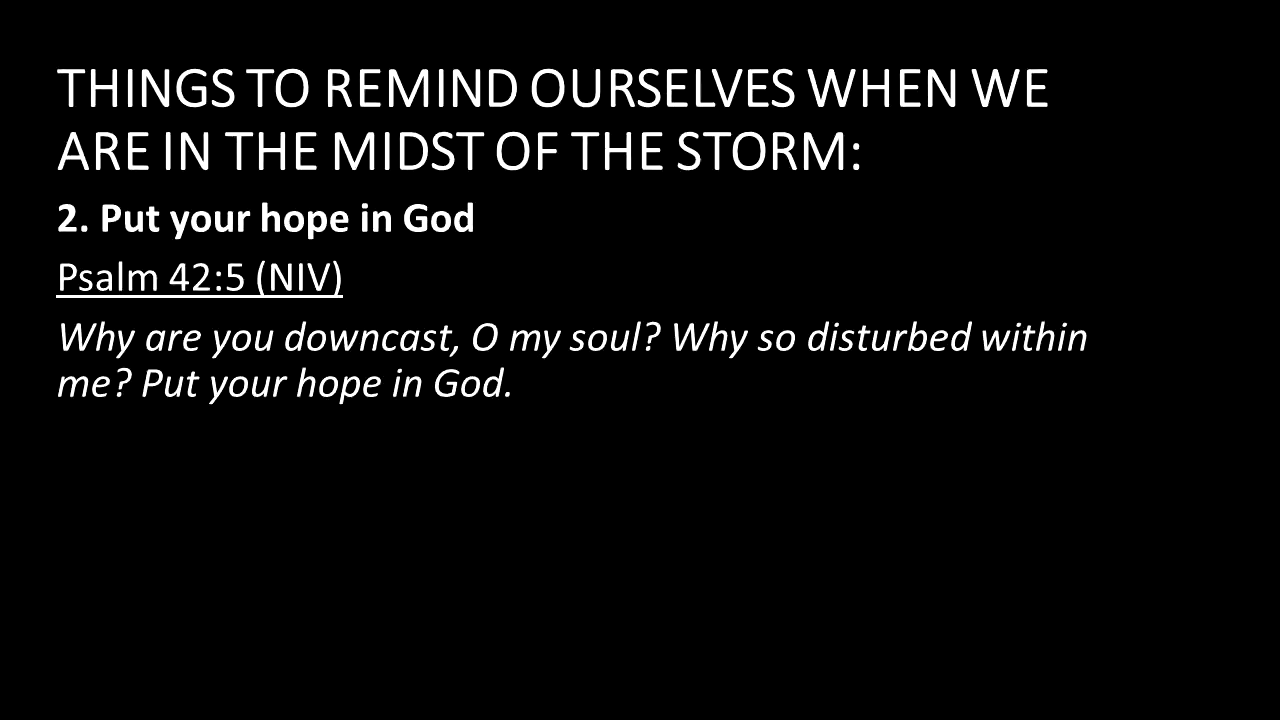 THINGS TO REMIND OURSELVES WHEN WE
ARE IN THE MIDST OF THE STORM:
2. Put your hope in God
Psalm 42:5 (NIV)
Why are you downcast, O my soul? Why so disturbed within
me? Put your hope in God.